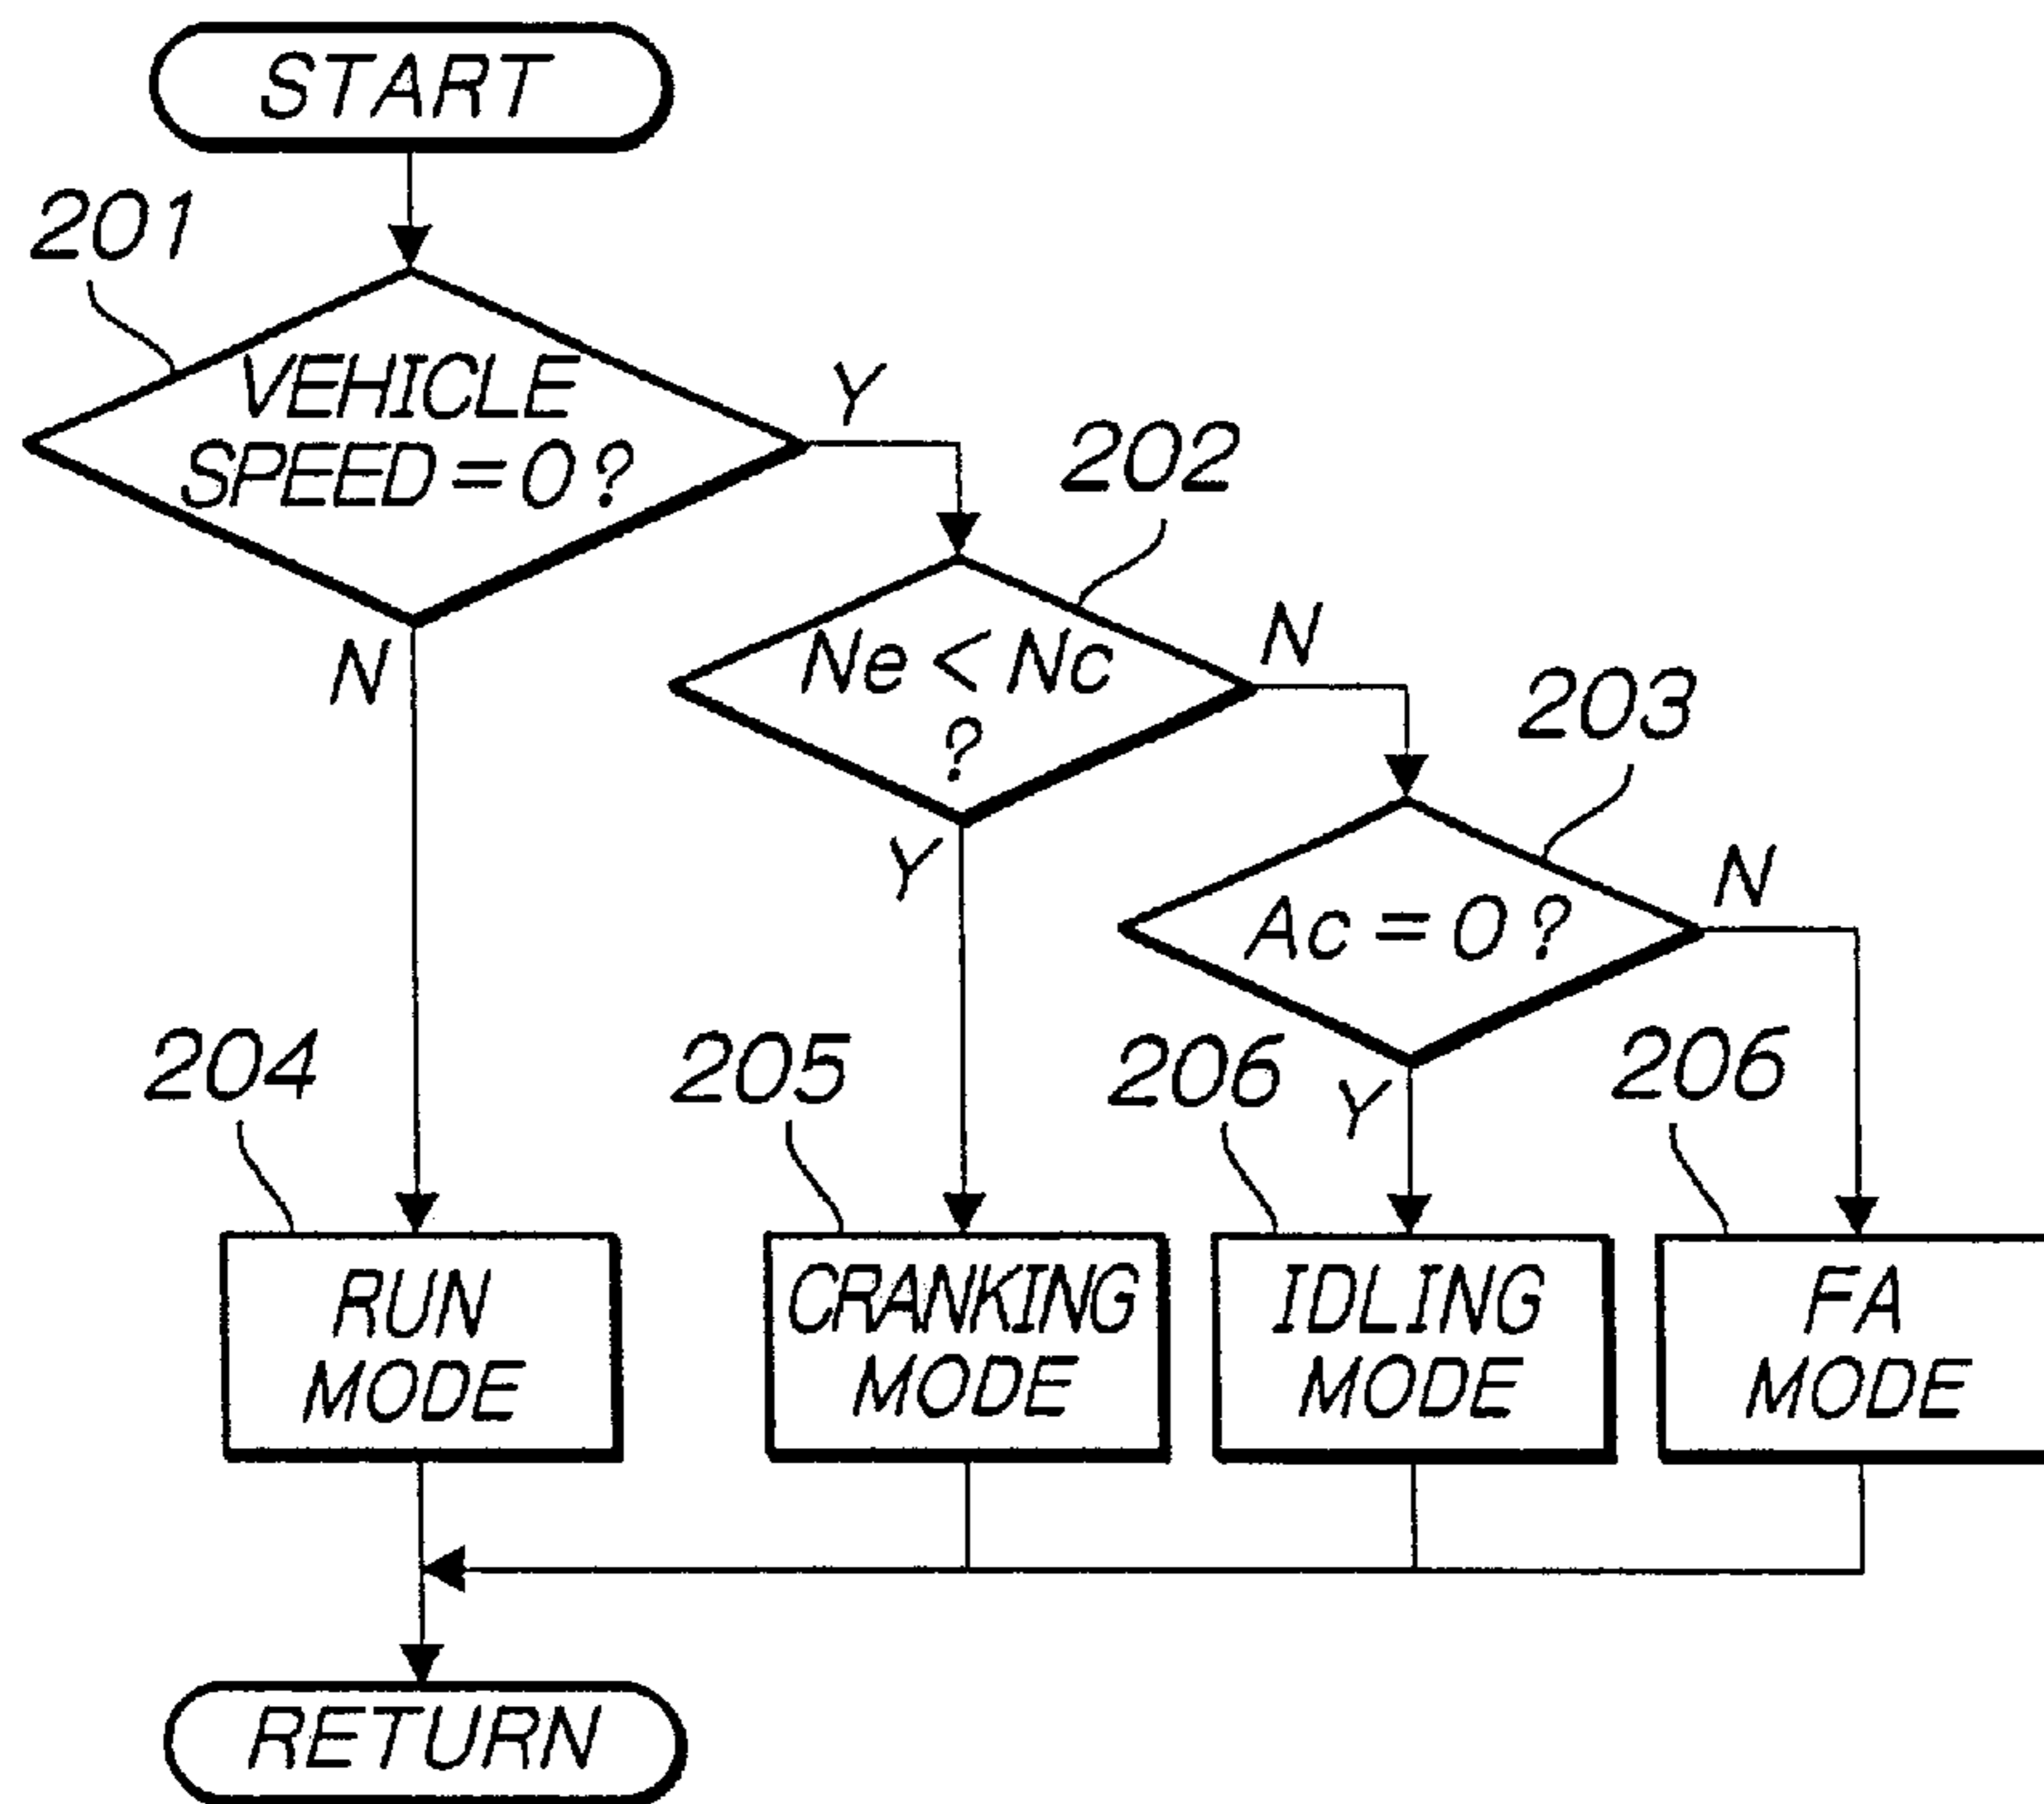 START
201
VEHICLE
SPEED = 0 ?
Y
202
N
Ne < Nc
?
N
203
Y
Ac = 0 ?
N
204
205
206
Y
206
RUN
MODE
CRANKING
MODE
IDLING
MODE
FA
MODE
RETURN